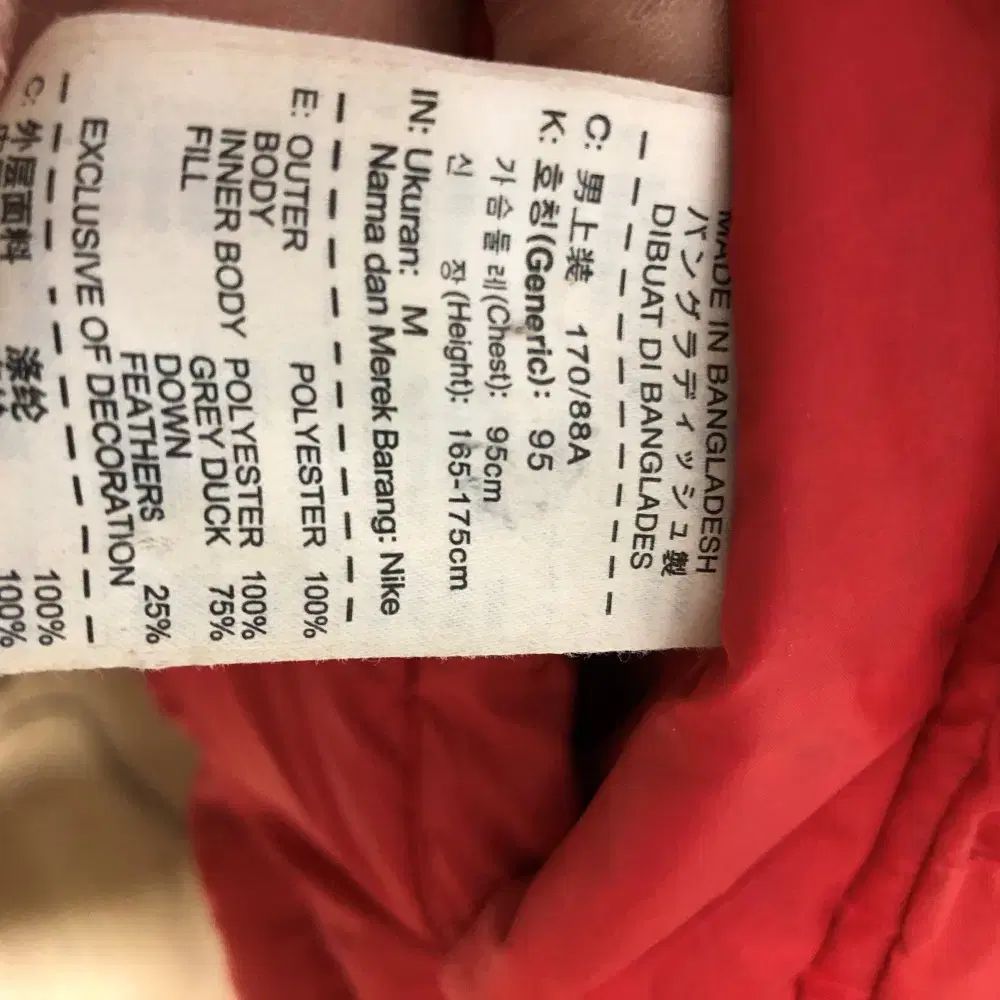 MADE IN BANGLADESH
バングラディッシュ製
DIBUAT DI BANGLADES
C: 男上装 170/88A
K: 호칭(Generic): 95
가슴둘레(Chest): 95cm
신 장(Height): 165-175cm
IN: Ukuran: M
Nama dan Merek Barang: Nike
E: OUTER POLYESTER 100%
BODY
INNER BODY POLYESTER 100%
FILL GREY DUCK 75%
DOWN
FEATHERS 25%
EXCLUSIVE OF DECORATION
C: 外层面料 涤纶 100%
100%